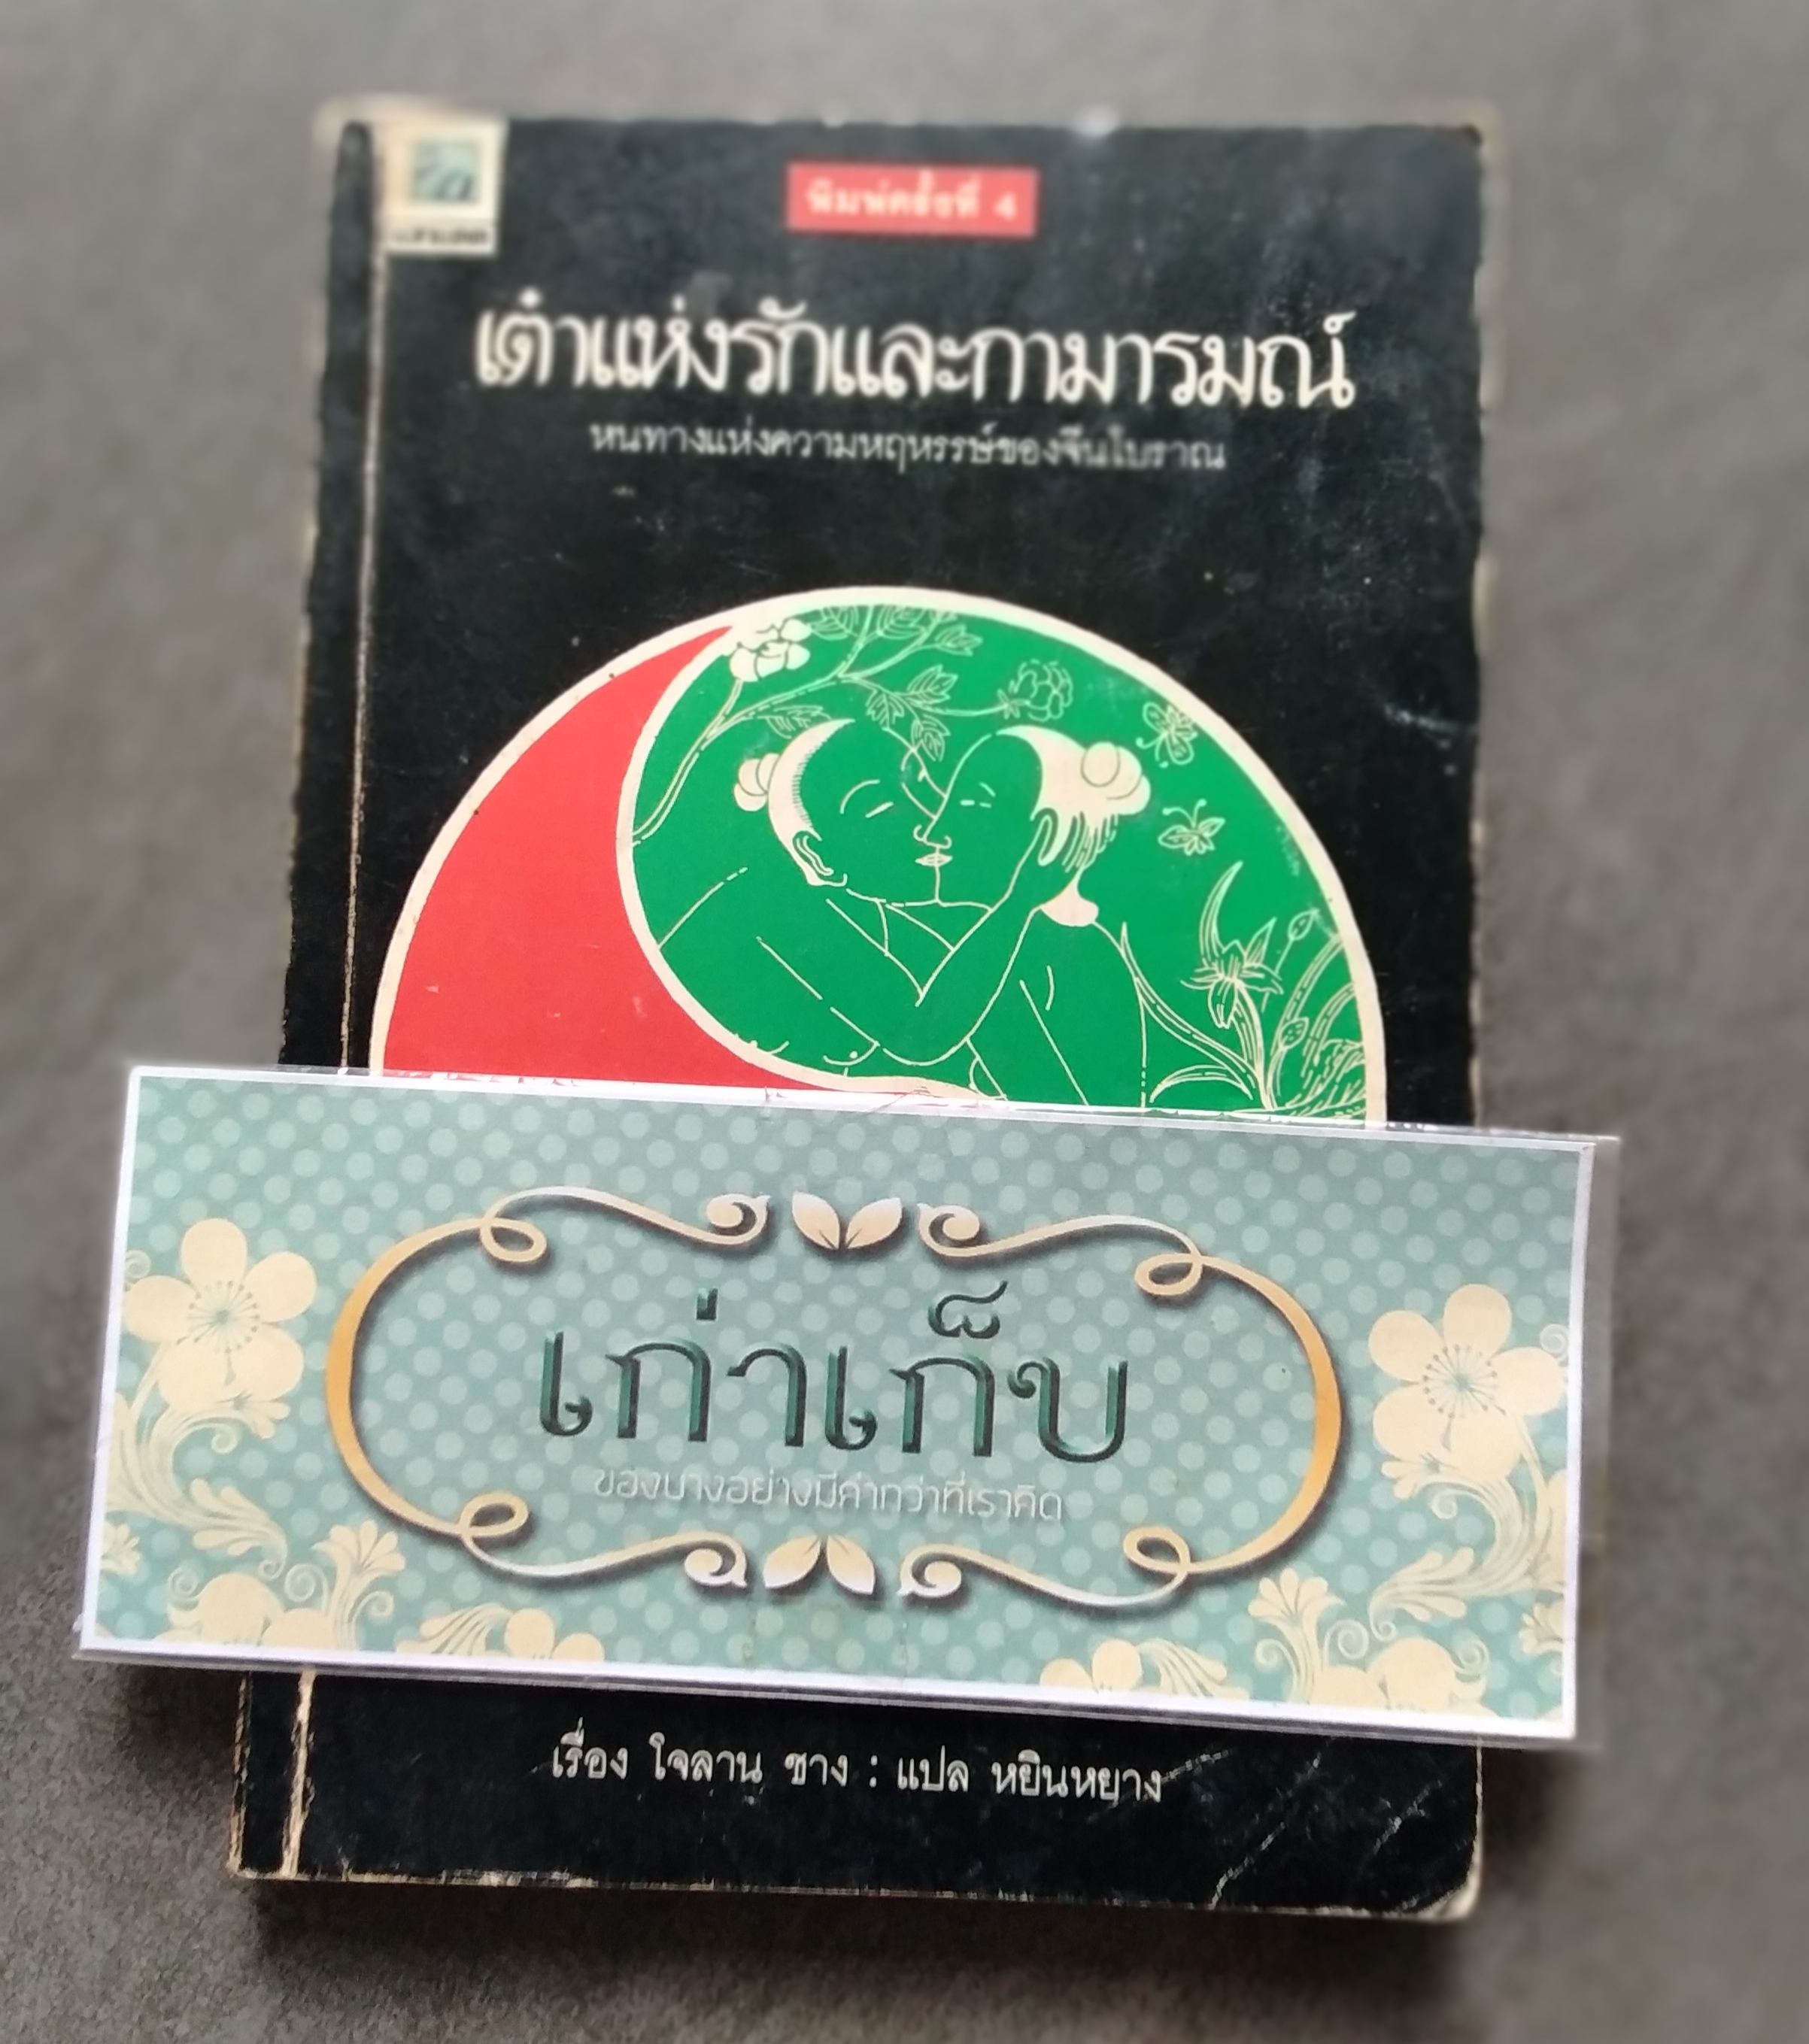 พิมพ์ครั้งที่ 4
เต๋าแห่งรักและกามารมณ์
หนทางแห่งความหฤหรรษ์ของจีนโบราณ
เก่าเก็บ
ของบางอย่างมีค่ากว่าที่เราคิด
เรื่อง โจลาน ชาง : แปล หยินหยาง